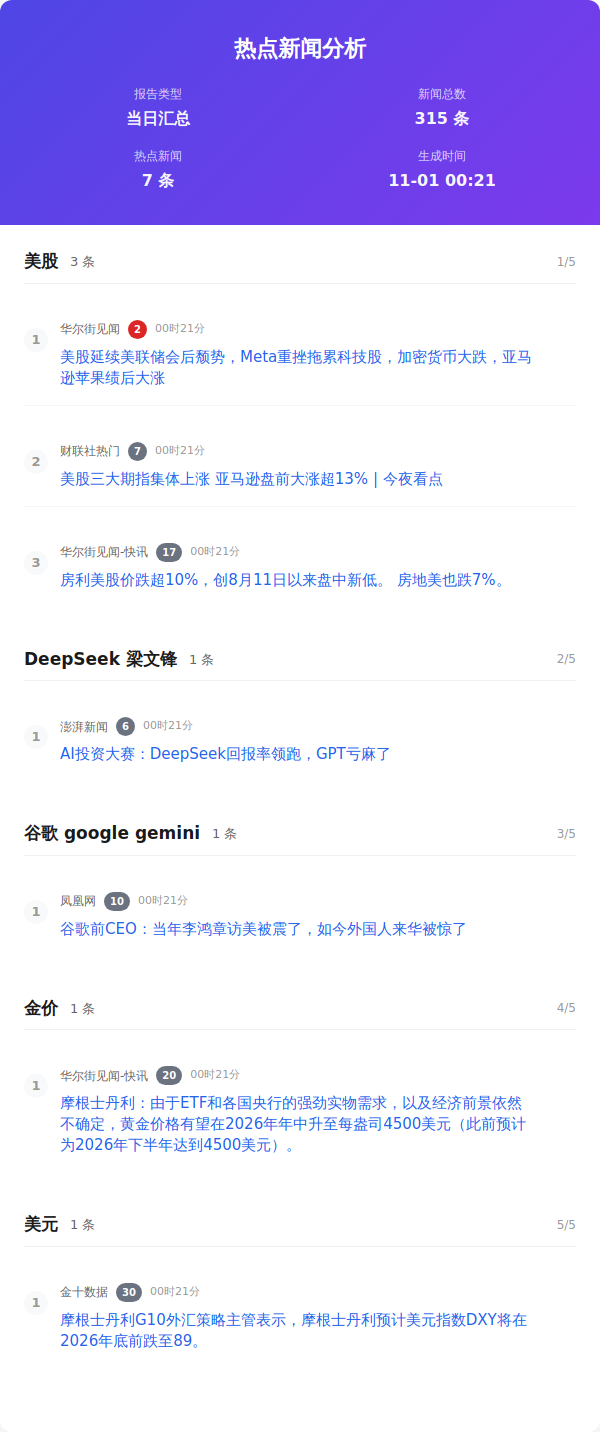 热点新闻分析
报告类型
新闻总数
当日汇总
315 条
热点新闻
生成时间
7 条
11-01 00:21
美股 3 条 1/5
1
华尔街见闻 2 00时21分
美股延续美联储会后颓势，Meta重挫拖累科技股，加密货币大跌，亚马
逊苹果绩后大涨
2
财联社热门 7 00时21分
美股三大期指集体上涨 亚马逊盘前大涨超13% | 今夜看点
3
华尔街见闻-快讯 17 00时21分
房利美股价跌超10%，创8月11日以来盘中新低。 房地美也跌7%。
DeepSeek 梁文锋 1 条 2/5
1
澎湃新闻 6 00时21分
AI投资大赛：DeepSeek回报率领跑，GPT亏麻了
谷歌 google gemini 1 条 3/5
1
凤凰网 10 00时21分
谷歌前CEO：当年李鸿章访美被震了，如今外国人来华被惊了
金价 1 条 4/5
1
华尔街见闻-快讯 20 00时21分
摩根士丹利：由于ETF和各国央行的强劲实物需求，以及经济前景依然
不确定，黄金价格有望在2026年年中升至每盎司4500美元（此前预计
为2026年下半年达到4500美元）。
美元 1 条 5/5
1
金十数据 30 00时21分
摩根士丹利G10外汇策略主管表示，摩根士丹利预计美元指数DXY将在
2026年底前跌至89。